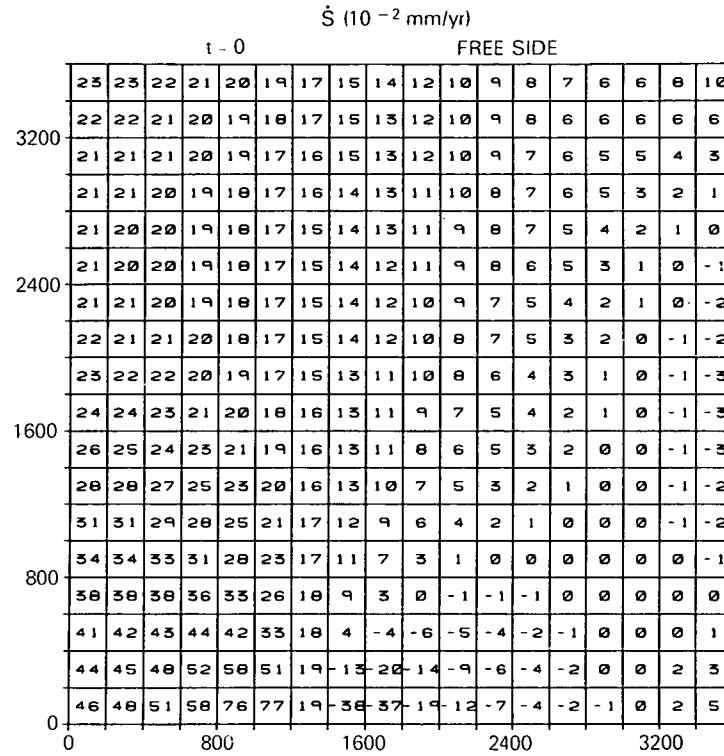 Ṡ (10⁻² mm/yr)
t - 0 FREE SIDE
23 23 22 21 20 19 17 15 14 12 10 9 8 7 6 6 8 10
22 22 21 20 19 18 17 15 13 12 10 9 8 6 6 6 6 6
3200
21 21 21 20 19 17 16 15 13 12 10 9 7 6 5 5 4 3
21 21 20 19 18 17 16 14 13 11 10 8 7 6 5 3 2 1
21 20 20 19 18 17 15 14 13 11 9 8 7 5 4 2 1 0
21 20 20 19 18 17 15 14 12 11 9 8 6 5 3 1 0 -1
2400
21 21 20 19 18 17 15 14 12 10 9 7 5 4 2 1 0 -2
22 21 21 20 18 17 15 14 12 10 8 7 5 3 2 0 -1 -2
23 22 22 20 19 17 15 13 11 10 8 6 4 3 1 0 -1 -3
24 24 23 21 20 18 16 13 11 9 7 5 4 2 1 0 -1 -3
1600
26 25 24 23 21 19 16 13 11 8 6 5 3 2 0 0 -1 -3
28 28 27 25 23 20 16 13 10 7 5 3 2 1 0 0 -1 -2
31 31 29 28 25 21 17 12 9 6 4 2 1 0 0 0 -1 -2
34 34 33 31 28 23 17 11 7 3 1 0 0 0 0 0 0 -1
800
38 38 38 36 33 26 18 9 3 0 -1 -1 -1 0 0 0 0 0
41 42 43 44 42 33 18 4 -4 -6 -5 -4 -2 -1 0 0 0 1
44 45 48 52 58 51 19 -13 -20 -14 -9 -6 -4 -2 0 0 2 3
46 48 51 58 76 77 19 -38 -37 -19 -12 -7 -4 -2 -1 0 2 5
0
0 800 1600 2400 3200